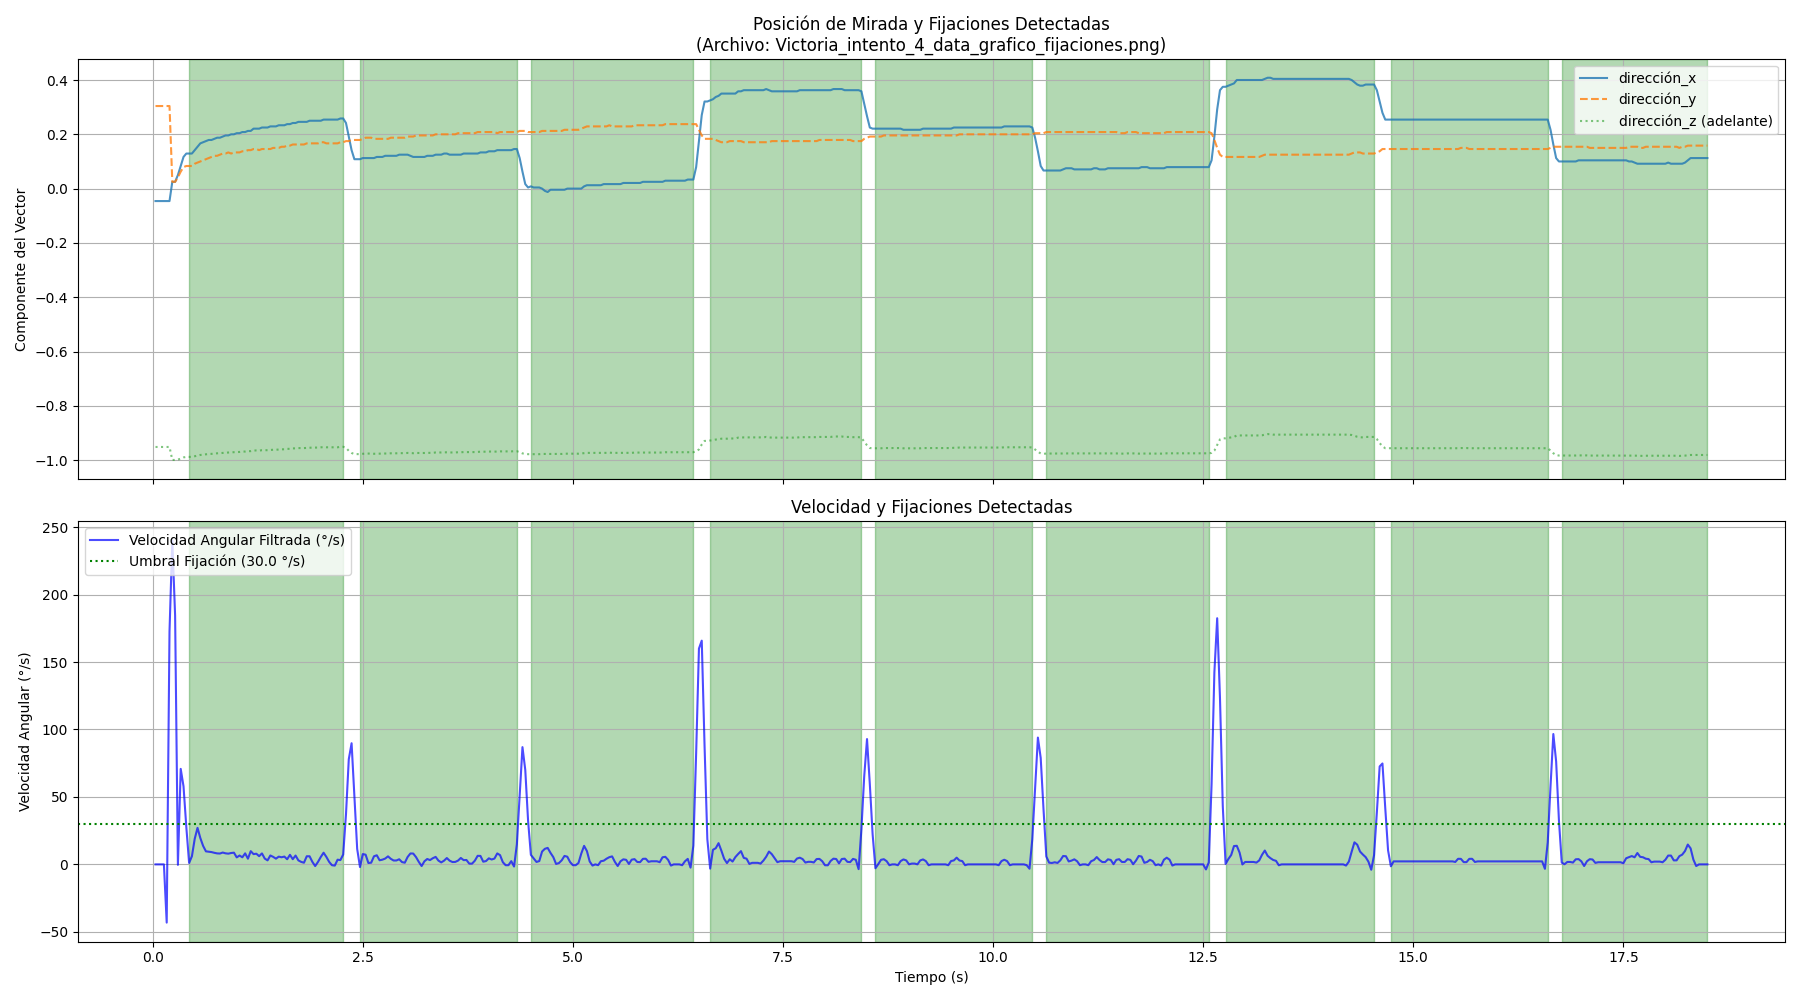 Posición de Mirada y Fijaciones Detectadas
(Archivo: Victoria_intento_4_data_grafico_fijaciones.png)
Componente del Vector
0.4
0.2
0.0
−0.2
−0.4
−0.6
−0.8
−1.0
dirección_x
dirección_y
dirección_z (adelante)
Velocidad y Fijaciones Detectadas
Velocidad Angular (°/s)
250
200
150
100
50
0
−50
Velocidad Angular Filtrada (°/s)
Umbral Fijación (30.0 °/s)
0.0 2.5 5.0 7.5 10.0 12.5 15.0 17.5
Tiempo (s)